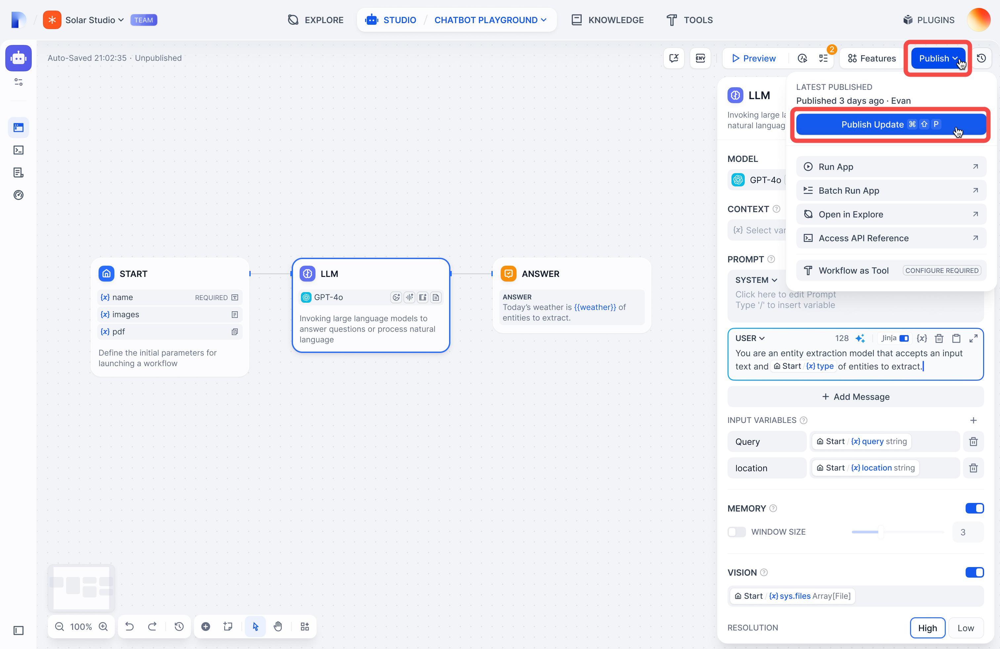 Solar Studio
TEAM
EXPLORE
STUDIO / CHATBOT PLAYGROUND
KNOWLEDGE
TOOLS
PLUGINS
Auto-Saved 21:02:35 · Unpublished
ENV
Preview
2
Features
Publish
LATEST PUBLISHED
Published 3 days ago · Evan
Publish Update ⌘ ⇧ P
Run App
Batch Run App
Open in Explore
Access API Reference
Workflow as Tool CONFIGURE REQUIRED
LLM
Invoking large la
natural languag
MODEL
GPT-4o
CONTEXT
{x} Select var
PROMPT
SYSTEM
Click here to edit Prompt
Type '/' to insert variable
USER 128 Jinja {x}
You are an entity extraction model that accepts an input
text and Start / {x} type of entities to extract.
+ Add Message
INPUT VARIABLES
Query Start / {x} query string
location Start / {x} location string
MEMORY
WINDOW SIZE 3
VISION
Start / {x} sys.files Array[File]
RESOLUTION High Low
START
{x} name REQUIRED
{x} images
{x} pdf
Define the initial parameters for
launching a workflow
LLM
GPT-4o
Invoking large language models to
answer questions or process natural
language
ANSWER
ANSWER
Today's weather is {{weather}} of
entities to extract.
100%